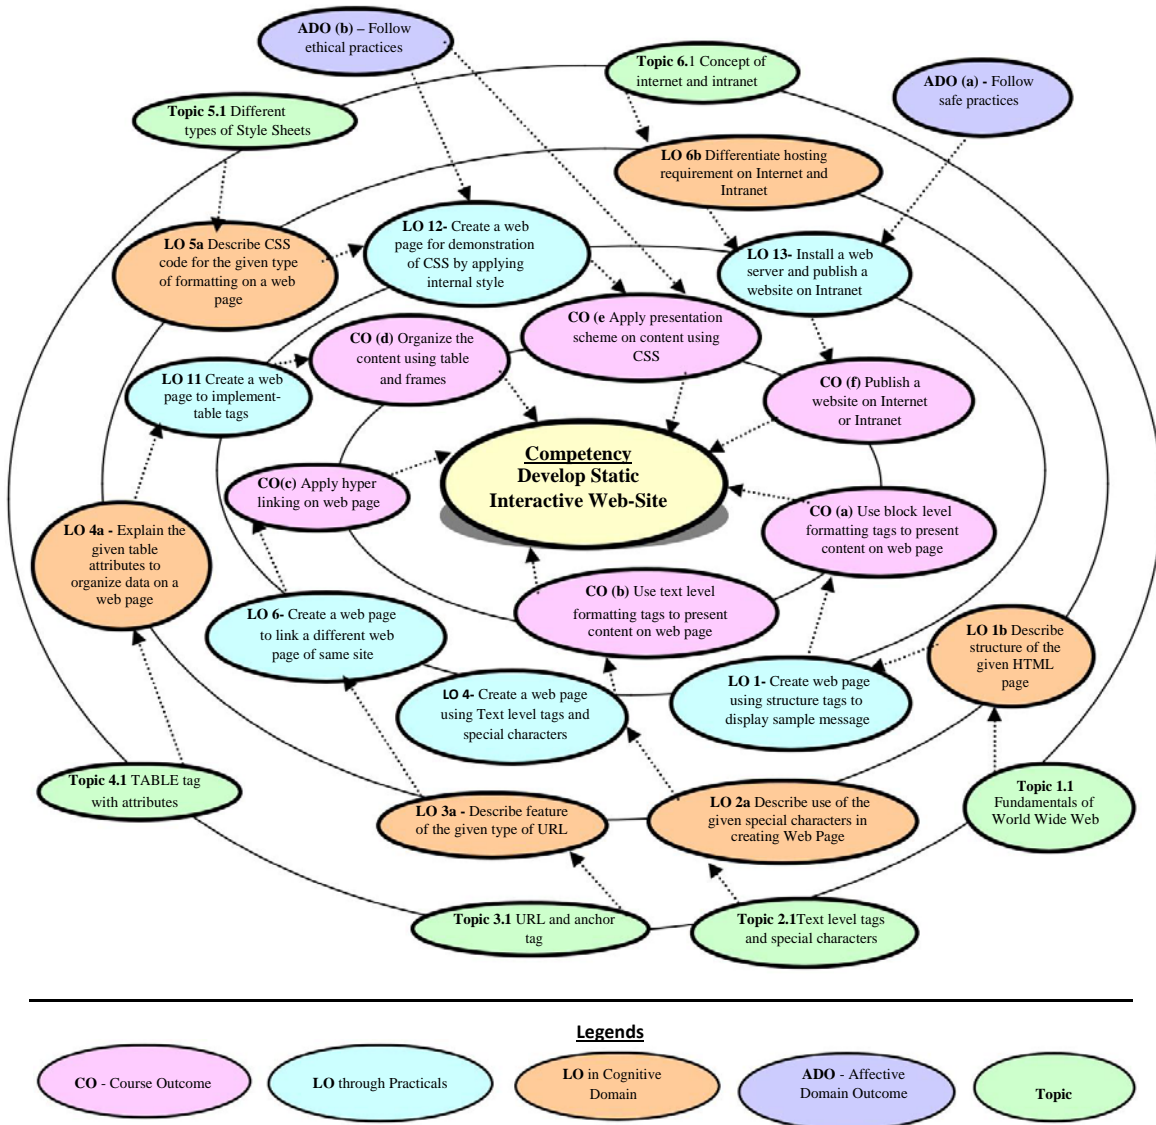 ADO (b) – Follow
ethical practices
Topic 6.1 Concept of
internet and intranet
ADO (a) - Follow
safe practices
Topic 5.1 Different
types of Style Sheets
LO 6b Differentiate hosting
requirement on Internet and
Intranet
LO 5a Describe CSS
code for the given type
of formatting on a web
page
LO 12- Create a web
page for demonstration
of CSS by applying
internal style
LO 13- Install a web
server and publish a
website on Intranet
CO (d) Organize the
content using table
and frames
CO (e Apply presentation
scheme on content using
CSS
LO 11 Create a web
page to implement-
table tags
CO (f) Publish a
website on Internet
or Intranet
Competency
Develop Static
Interactive Web-Site
CO(c) Apply hyper
linking on web page
CO (a) Use block level
formatting tags to present
content on web page
LO 4a - Explain the
given table
attributes to
organize data on a
web page
CO (b) Use text level
formatting tags to present
content on web page
LO 6- Create a web page
to link a different web
page of same site
LO 1b Describe
structure of the
given HTML
page
LO 4- Create a web page
using Text level tags and
special characters
LO 1- Create web page
using structure tags to
display sample message
Topic 4.1 TABLE tag
with attributes
LO 3a - Describe feature
of the given type of URL
LO 2a Describe use of the
given special characters in
creating Web Page
Topic 1.1
Fundamentals of
World Wide Web
Topic 3.1 URL and anchor
tag
Topic 2.1Text level tags
and special characters
Legends
CO - Course Outcome
LO through Practicals
LO in Cognitive
Domain
ADO - Affective
Domain Outcome
Topic